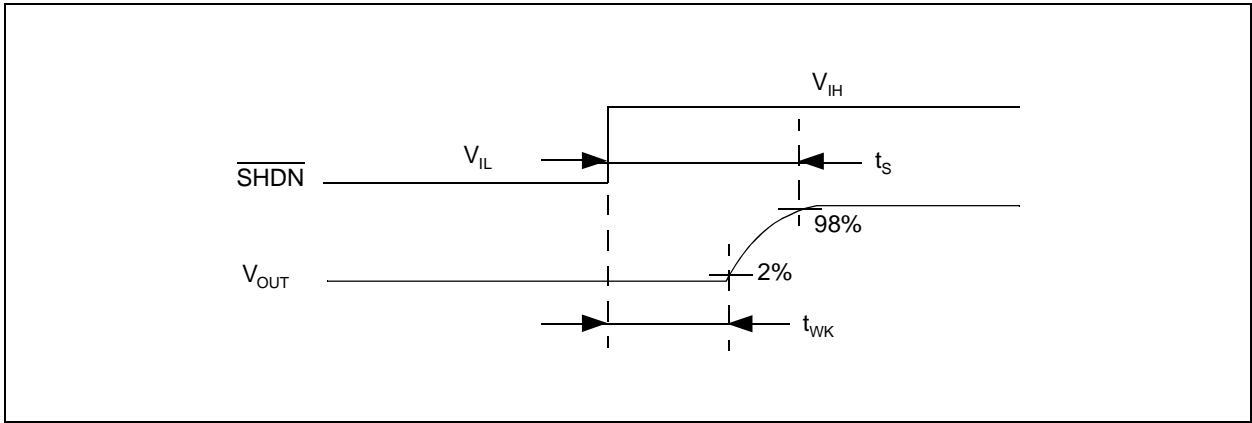 V_IH
V_IL
t_S
SHDN
98%
V_OUT
2%
t_WK